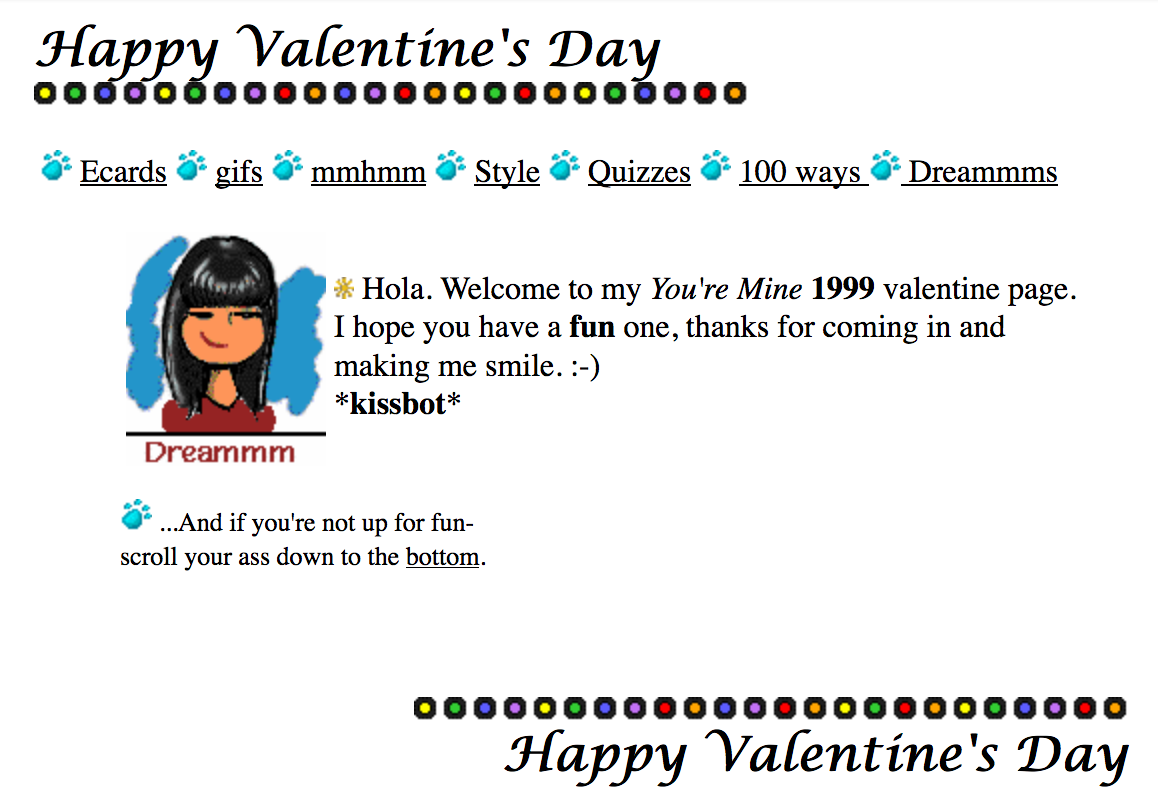 Happy Valentine's Day
Ecards gifs mmhmm Style Quizzes 100 ways Dreammms
Hola. Welcome to my You're Mine 1999 valentine page.
I hope you have a fun one, thanks for coming in and
making me smile. :-)
*kissbot*
Dreammm
...And if you're not up for fun-
scroll your ass down to the bottom.
Happy Valentine's Day